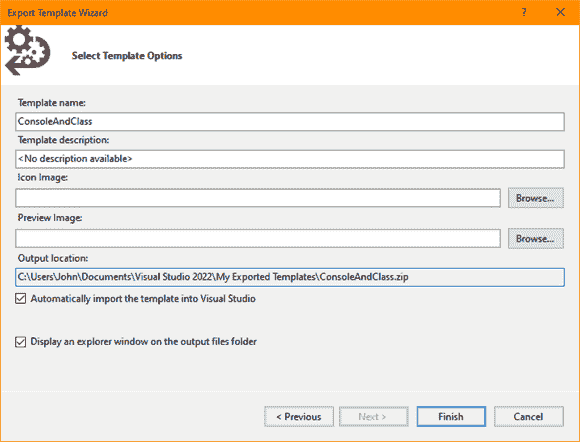 Export Template Wizard
?
Select Template Options
Template name:
ConsoleAndClass
Template description:
<No description available>
Icon Image:
Browse...
Preview Image:
Browse...
Output location:
C:\Users\John\Documents\Visual Studio 2022\My Exported Templates\ConsoleAndClass.zip
Automatically import the template into Visual Studio
Display an explorer window on the output files folder
< Previous
Next >
Finish
Cancel